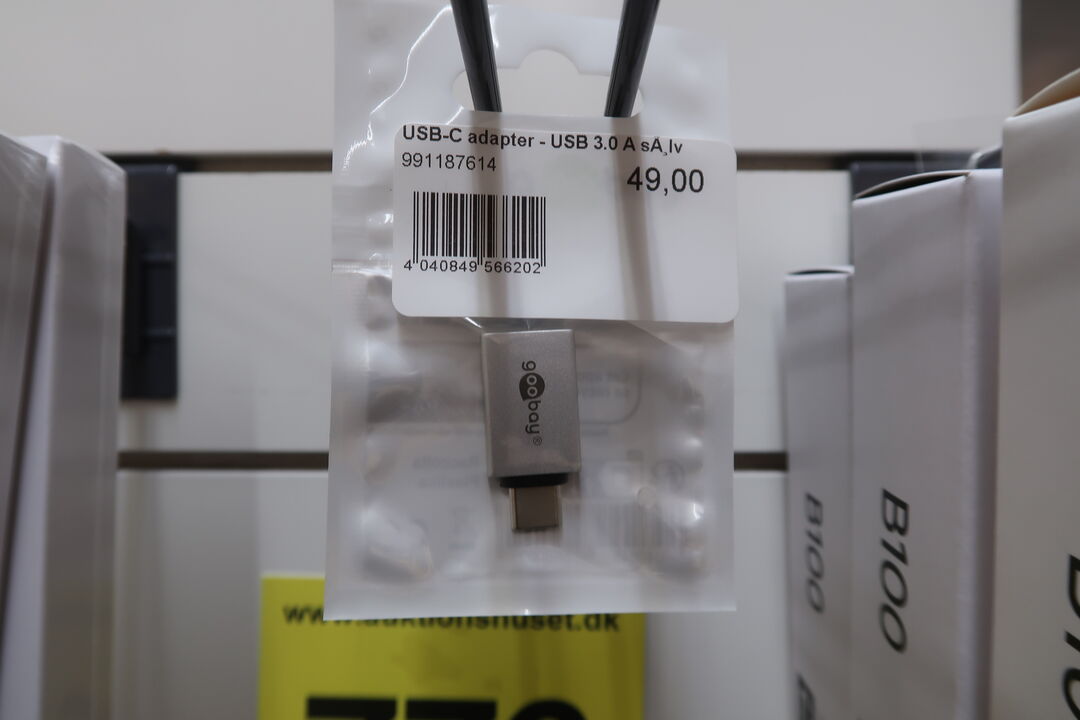 USB-C adapter - USB 3.0 A sÃ¸lv
991187614
49,00
4 040849 566202
goobay®
www.auktionshuset.dk
B100
B100